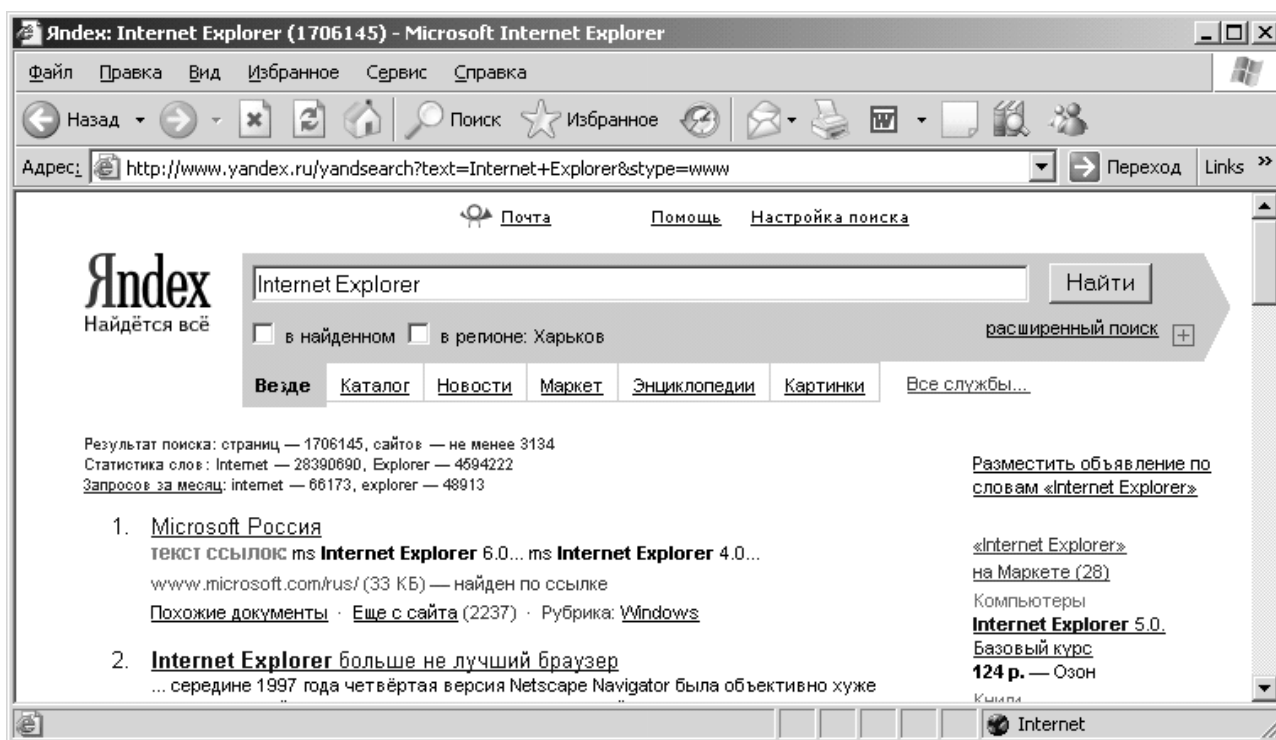 Яndex: Internet Explorer (1706145) - Microsoft Internet Explorer
Файл Правка Вид Избранное Сервис Справка
Назад Поиск Избранное
Адрес: http://www.yandex.ru/yandsearch?text=Internet+Explorer&stype=www Переход Links »
Почта Помощь Настройка поиска
Яndex
Найдётся всё
Internet Explorer Найти
в найденном в регионе: Харьков расширенный поиск
Везде Каталог Новости Маркет Энциклопедии Картинки Все службы...
Результат поиска: страниц — 1706145, сайтов — не менее 3134
Статистика слов: Internet — 28390690, Explorer — 4594222
Запросов за месяц: internet — 66173, explorer — 48913
1. Microsoft Россия
текст ссылок: ms Internet Explorer 6.0... ms Internet Explorer 4.0...
www.microsoft.com/rus/ (33 КБ) — найден по ссылке
Похожие документы · Еще с сайта (2237) · Рубрика: Windows
2. Internet Explorer больше не лучший браузер
... середине 1997 года четвёртая версия Netscape Navigator была объективно хуже
Разместить объявление по
словам «Internet Explorer»
«Internet Explorer»
на Маркете (28)
Компьютеры
Internet Explorer 5.0.
Базовый курс
124 р. — Озон
Книги
Internet